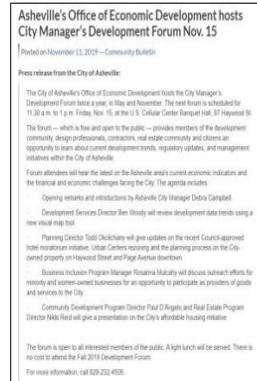 Asheville's Office of Economic Development hosts
City Manager's Development Forum Nov. 15
Posted on November 11, 2019 – Community Bulletin
Press release from the City of Asheville:
The City of Asheville's Office of Economic Development hosts the City Manager's
Development Forum twice a year, in May and November. The next forum is scheduled for
11:30 a.m. to 1 p.m. Friday, Nov. 15, at the U.S. Cellular Center Banquet Hall, 87 Haywood St.
The forum — which is free and open to the public — provides members of the development
community, design professionals, contractors, real estate community and citizens an
opportunity to learn about current development trends, regulatory updates, and management
initiatives within the City of Asheville.
Forum attendees will hear the latest on the Asheville area's current economic indicators and
the financial and economic challenges facing the City. The agenda includes:
· Opening remarks and introductions by Asheville City Manager Debra Campbell.
· Development Services Director Ben Woody will review development data trends using a
new visual map tool.
· Planning Director Todd Okolichany will give updates on the recent Council-approved
hotel moratorium initiative, Urban Centers rezoning and the planning process on the City-
owned property on Haywood Street and Page Avenue downtown.
· Business Inclusion Program Manager Rosanna Mulcahy will discuss outreach efforts for
minority and women-owned businesses for an opportunity to participate as providers of goods
and services to the City.
· Community Development Program Director Paul D'Angelo and Real Estate Program
Director Nikki Reid will give a presentation on the City's affordable housing initiative.
The forum is open to all interested members of the public. A light lunch will be served. There is
no cost to attend the Fall 2019 Development Forum.
For more information, call 828-232-4505.